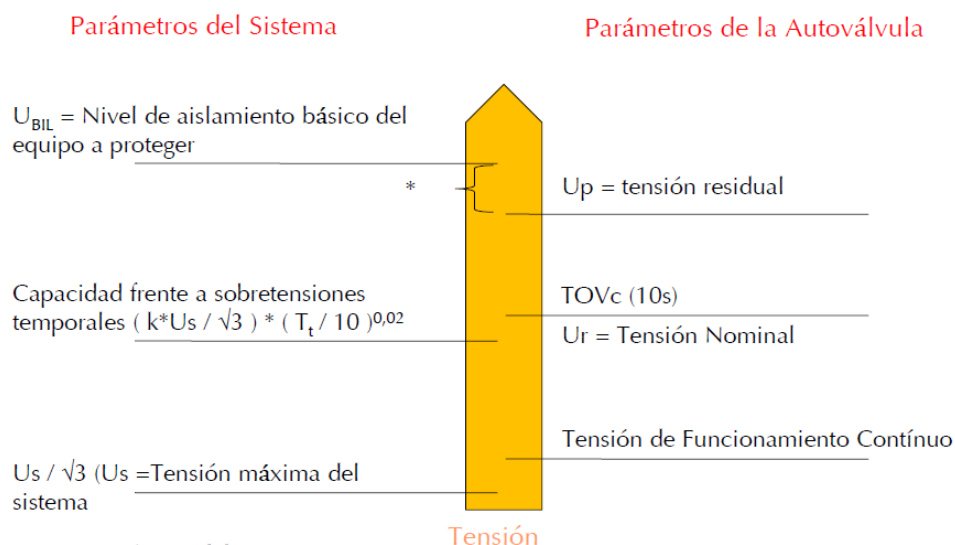 Parámetros del Sistema
Parámetros de la Autoválvula
U_BIL = Nivel de aislamiento básico del
equipo a proteger
*
Up = tensión residual
Capacidad frente a sobretensiones
temporales ( k*Us / √3 ) * ( T_t / 10 )^0,02
TOVc (10s)
Ur = Tensión Nominal
Tensión de Funcionamiento Contínuo
Us / √3 (Us =Tensión máxima del
sistema
Tensión